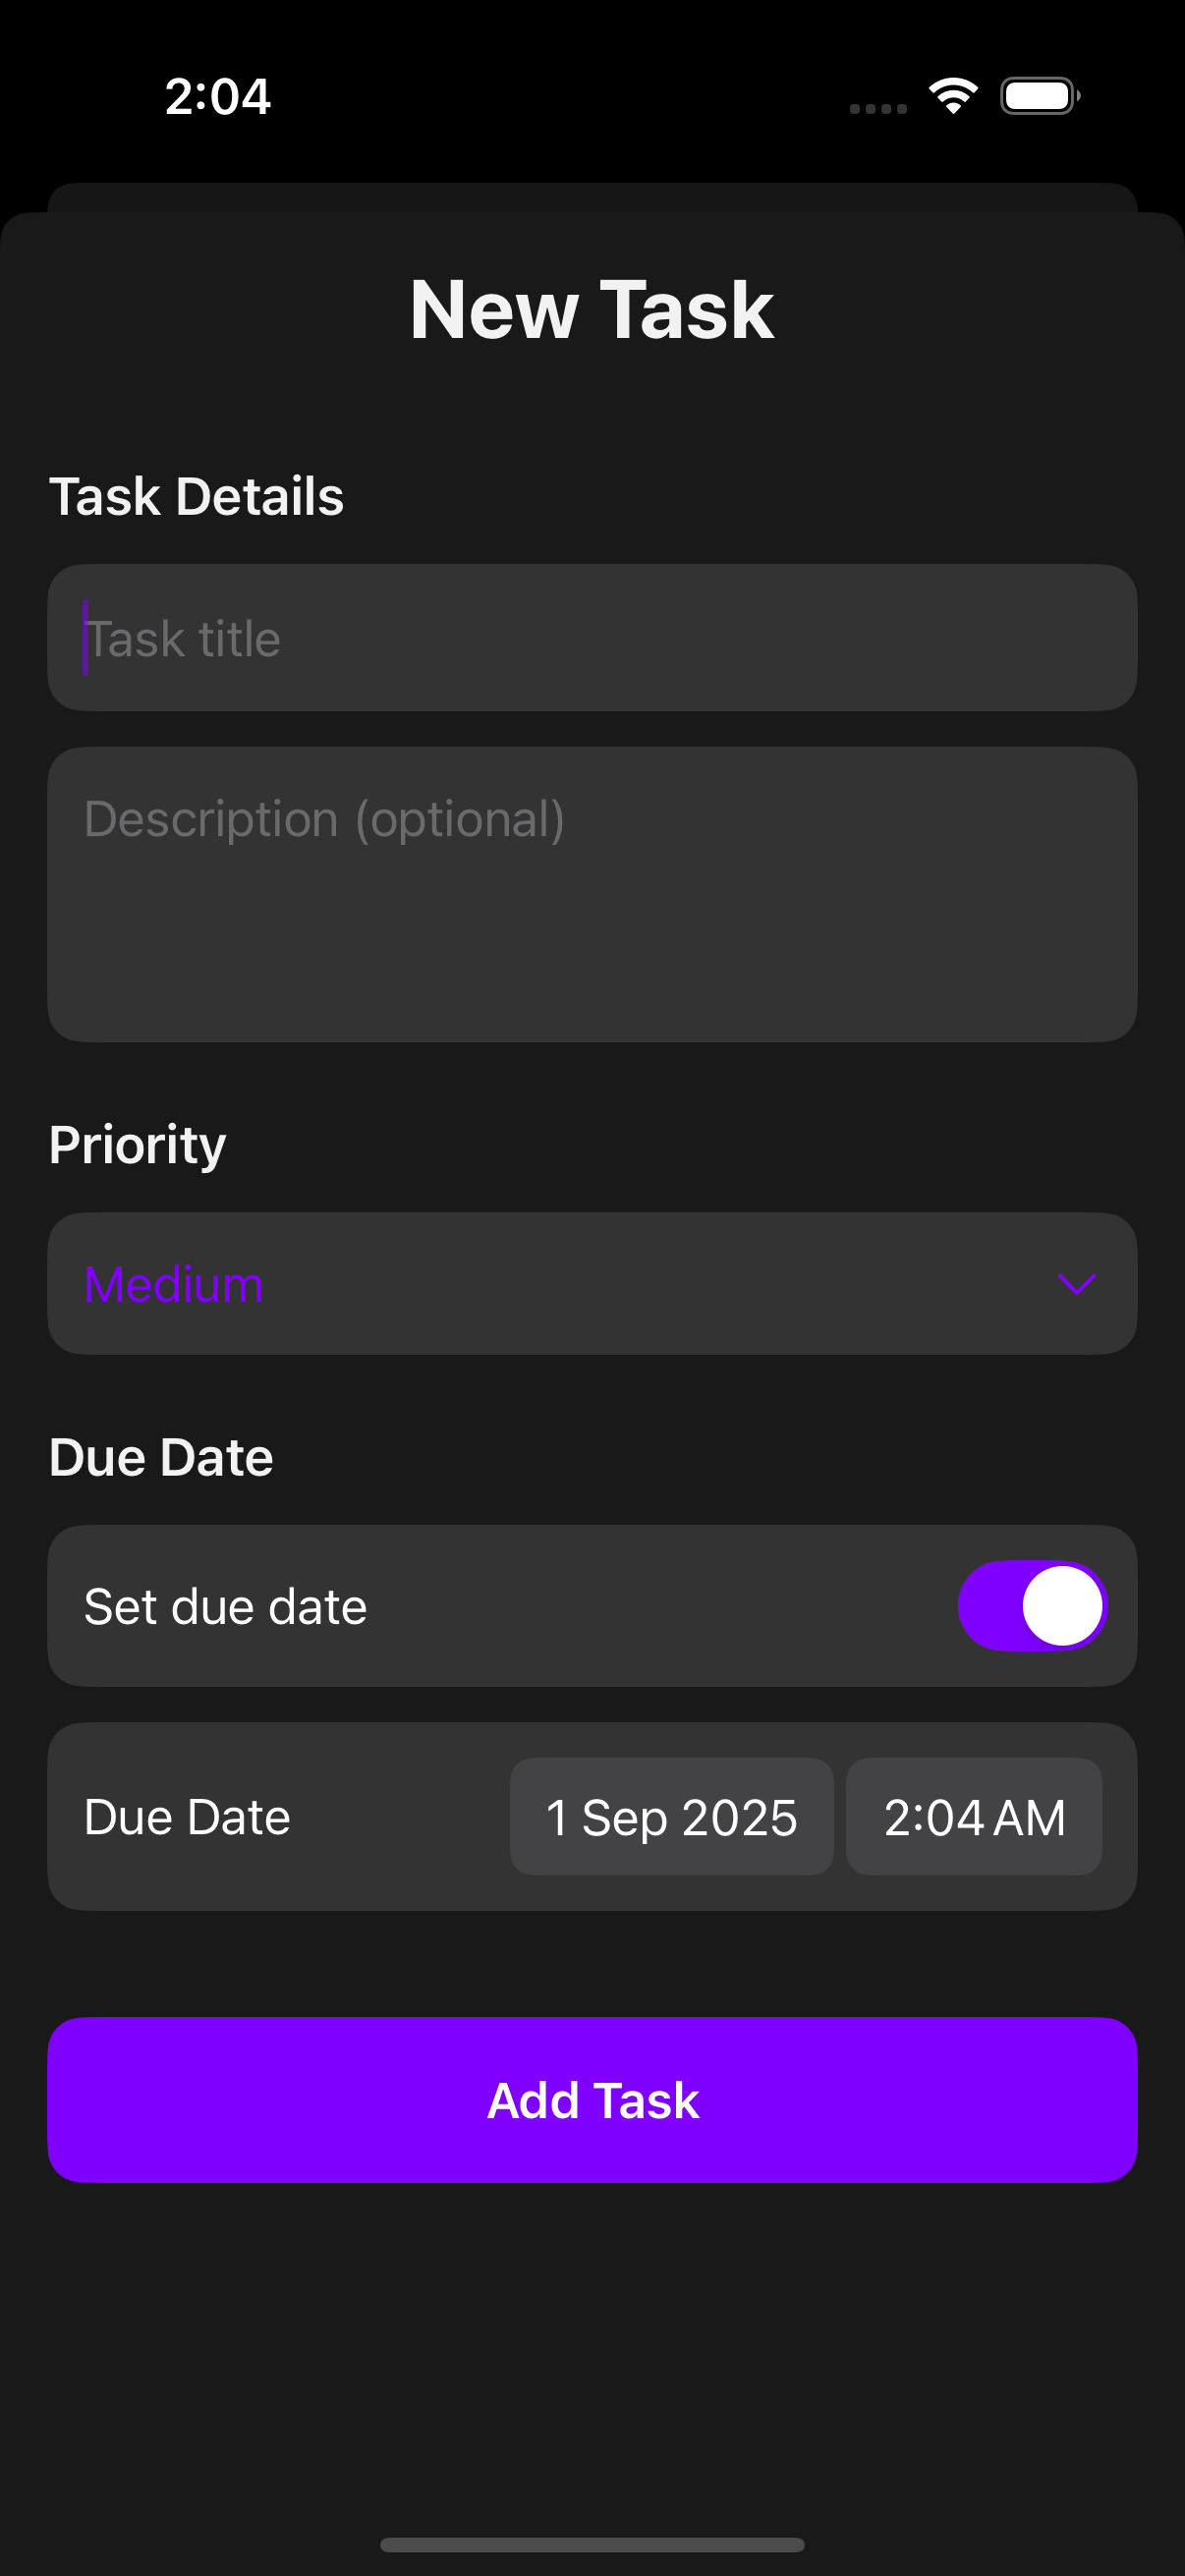 2:04
New Task
Task Details
Task title
Description (optional)
Priority
Medium
Due Date
Set due date
Due Date 1 Sep 2025 2:04 AM
Add Task